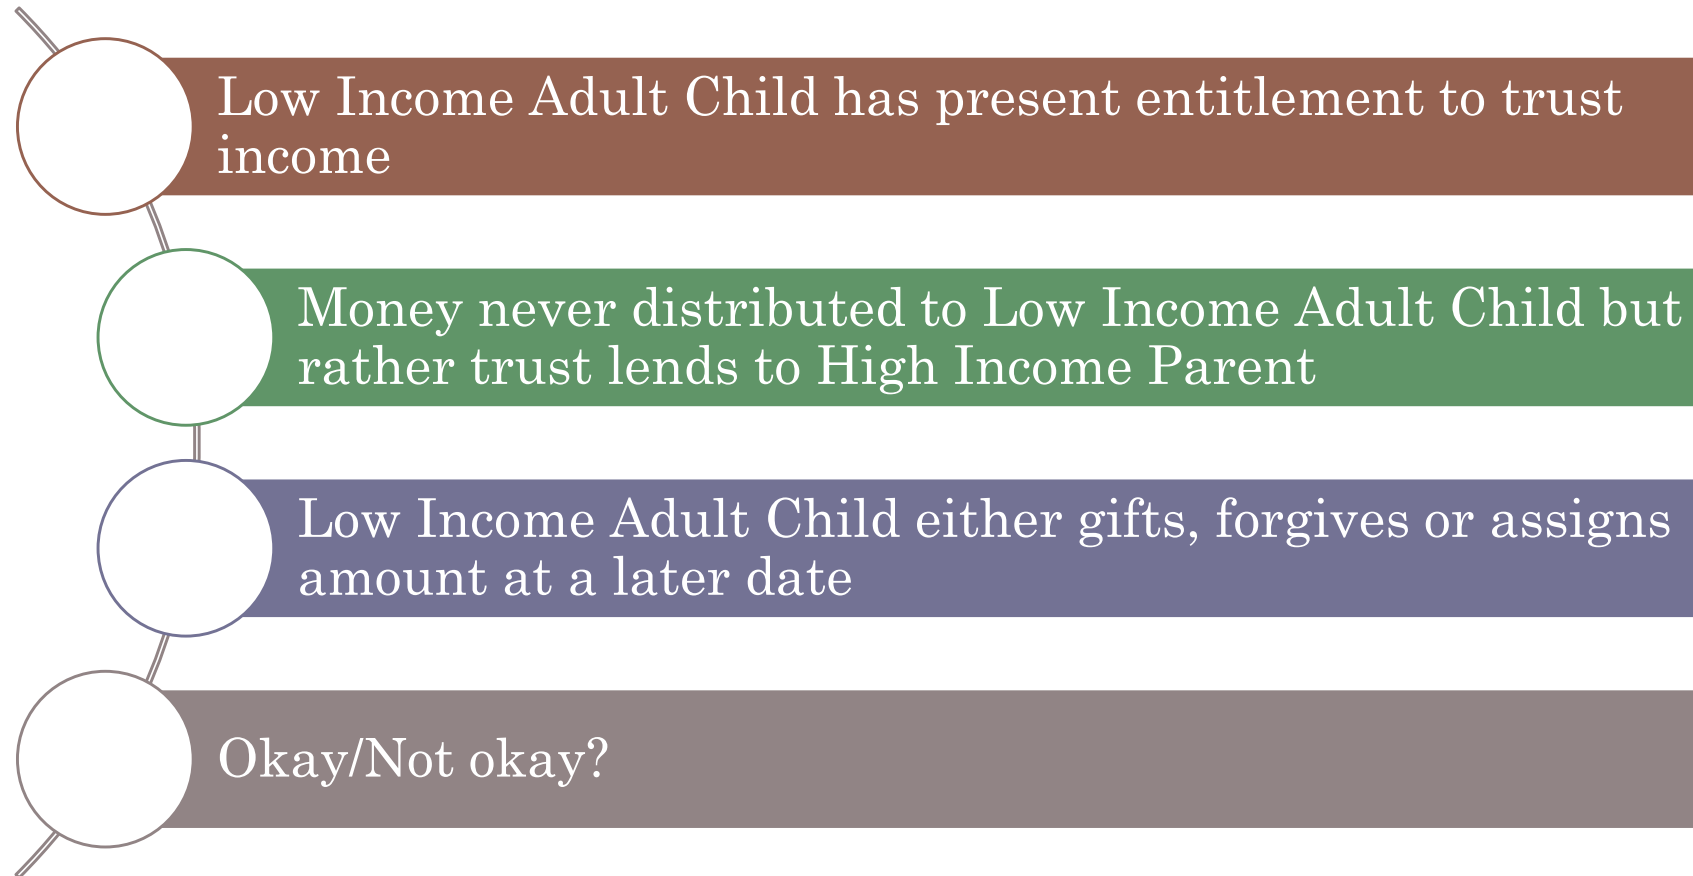 Low Income Adult Child has present entitlement to trust
income
Money never distributed to Low Income Adult Child but
rather trust lends to High Income Parent
Low Income Adult Child either gifts, forgives or assigns
amount at a later date
Okay/Not okay?